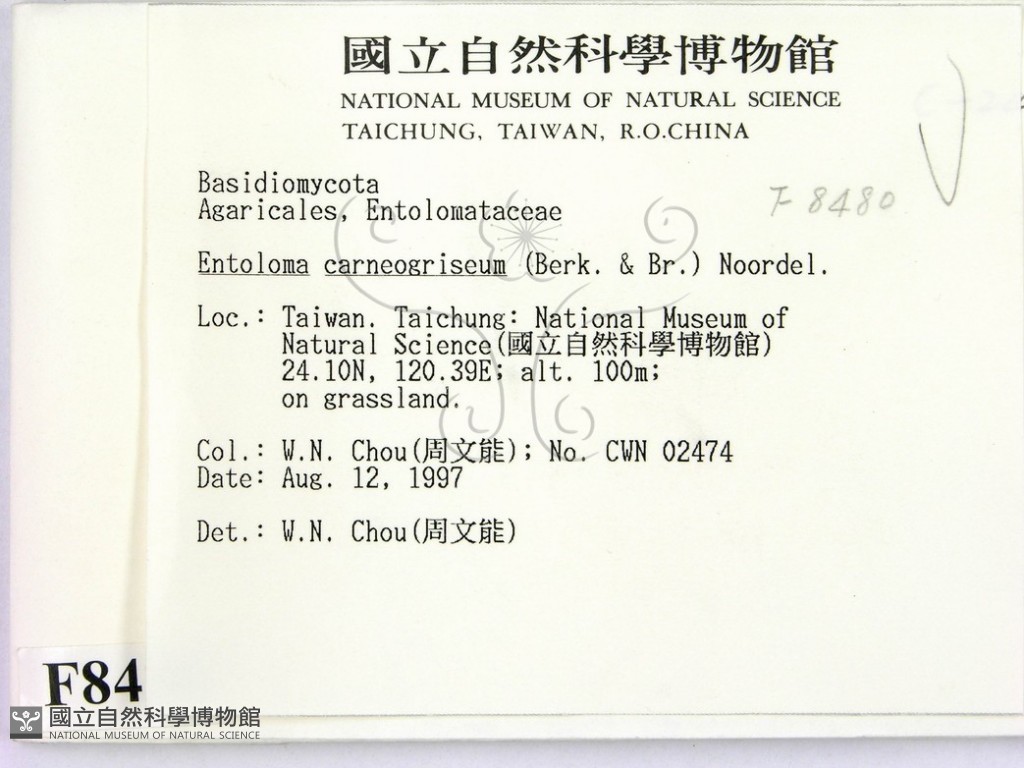 國立自然科學博物館
NATIONAL MUSEUM OF NATURAL SCIENCE
TAICHUNG, TAIWAN, R.O.CHINA
Basidiomycota
Agaricales, Entolomataceae
F 8480
Entoloma carneogriseum (Berk. & Br.) Noordel.
Loc.: Taiwan. Taichung: National Museum of
Natural Science(國立自然科學博物館)
24.10N, 120.39E; alt. 100m;
on grassland.
Col.: W.N. Chou(周文能); No. CWN 02474
Date: Aug. 12, 1997
Det.: W.N. Chou(周文能)
F84
國立自然科學博物館
NATIONAL MUSEUM OF NATURAL SCIENCE